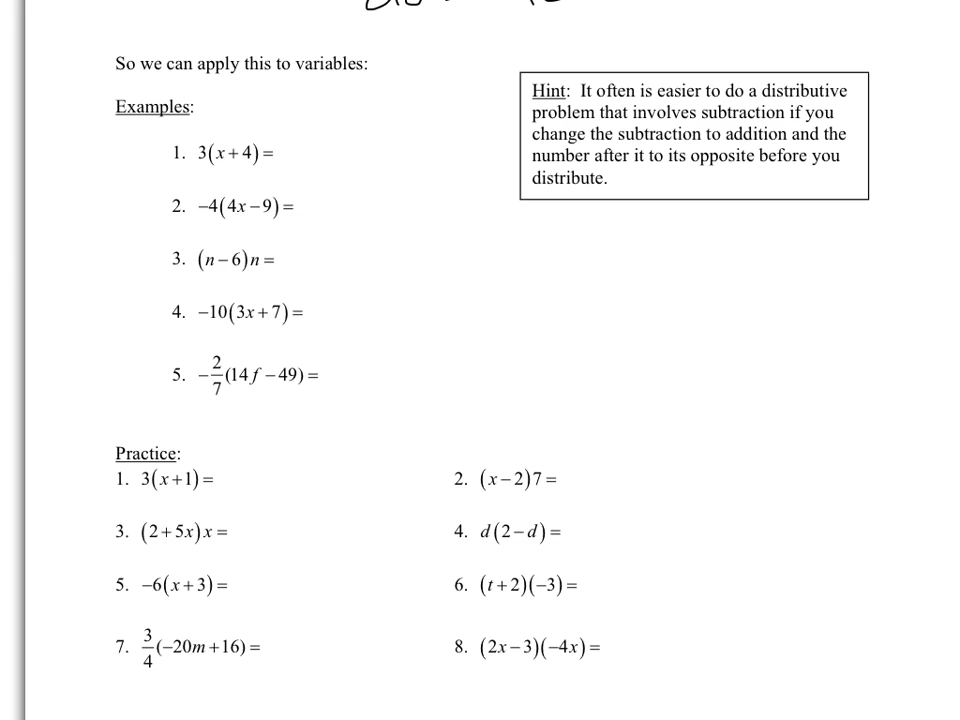 So we can apply this to variables:
Examples:
1. 3(x+4)=
2. −4(4x−9)=
3. (n−6)n=
4. −10(3x+7)=
5. −2/7(14f−49)=
Hint: It often is easier to do a distributive
problem that involves subtraction if you
change the subtraction to addition and the
number after it to its opposite before you
distribute.
Practice:
1. 3(x+1)=
2. (x−2)7=
3. (2+5x)x=
4. d(2−d)=
5. −6(x+3)=
6. (t+2)(−3)=
7. 3/4(−20m+16)=
8. (2x−3)(−4x)=